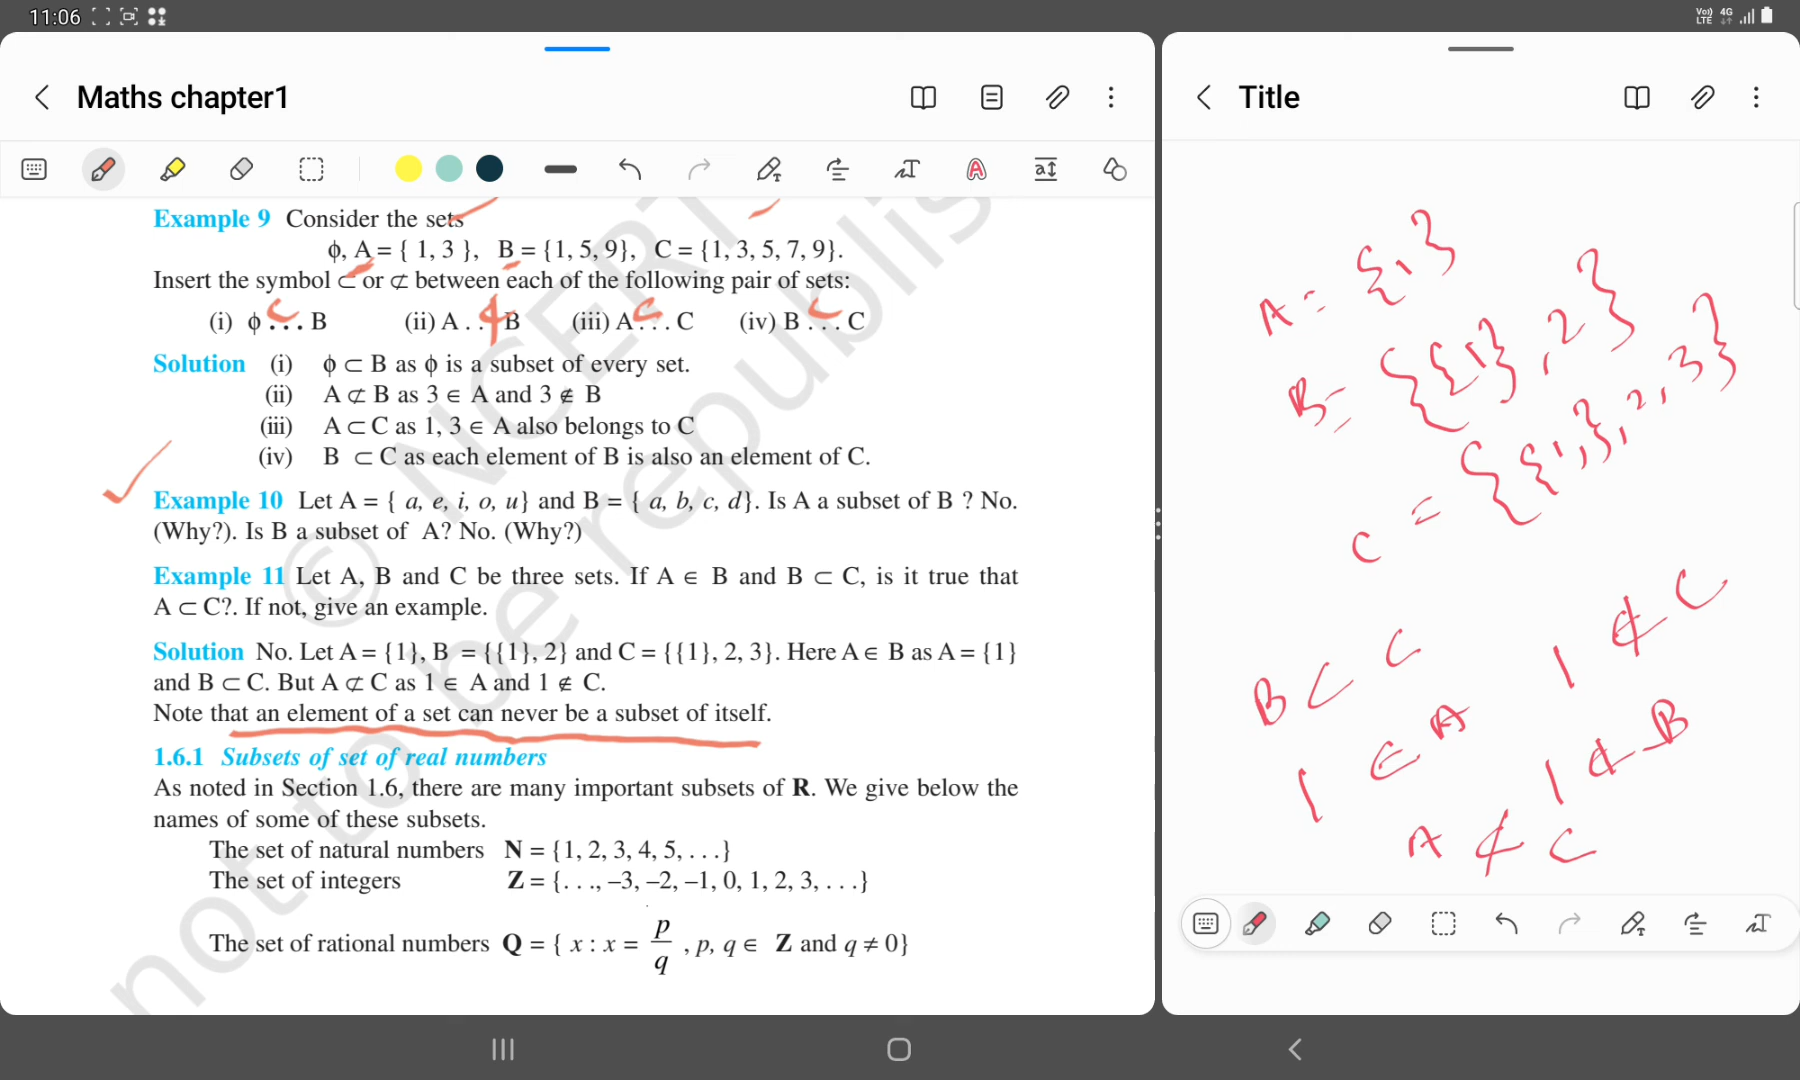 11:06
Vo)) LTE 4G
Maths chapter1
Example 9 Consider the sets
ϕ, A = { 1, 3 }, B = {1, 5, 9}, C = {1, 3, 5, 7, 9}.
Insert the symbol ⊂ or ⊄ between each of the following pair of sets:
(i) ϕ . . . B (ii) A . . . B (iii) A . . . C (iv) B . . . C
⊂ ⊄ ⊂ ⊂
Solution (i) ϕ ⊂ B as ϕ is a subset of every set.
(ii) A ⊄ B as 3 ∈ A and 3 ∉ B
(iii) A ⊂ C as 1, 3 ∈ A also belongs to C
(iv) B ⊂ C as each element of B is also an element of C.
Example 10 Let A = { a, e, i, o, u} and B = { a, b, c, d}. Is A a subset of B ? No.
(Why?). Is B a subset of A? No. (Why?)
Example 11 Let A, B and C be three sets. If A ∈ B and B ⊂ C, is it true that
A ⊂ C?. If not, give an example.
Solution No. Let A = {1}, B = {{1}, 2} and C = {{1}, 2, 3}. Here A ∈ B as A = {1}
and B ⊂ C. But A ⊄ C as 1 ∈ A and 1 ∉ C.
Note that an element of a set can never be a subset of itself.
1.6.1 Subsets of set of real numbers
As noted in Section 1.6, there are many important subsets of R. We give below the
names of some of these subsets.
The set of natural numbers N = {1, 2, 3, 4, 5, . . .}
The set of integers Z = {. . ., –3, –2, –1, 0, 1, 2, 3, . . .}
The set of rational numbers Q = { x : x = p/q , p, q ∈ Z and q ≠ 0}
© NCERT
not to be republis
Title
A = {1}
B = {{1}, 2}
C = {{1}, 2, 3}
B ⊂ C
1 ∉ C
1 ∈ A
1 ∉ B
A ⊄ C